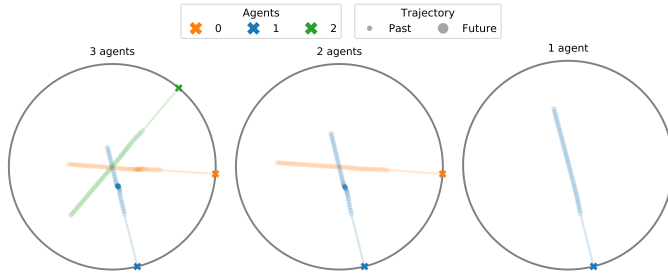 Agents
0 1 2
Trajectory
Past Future
3 agents
2 agents
1 agent